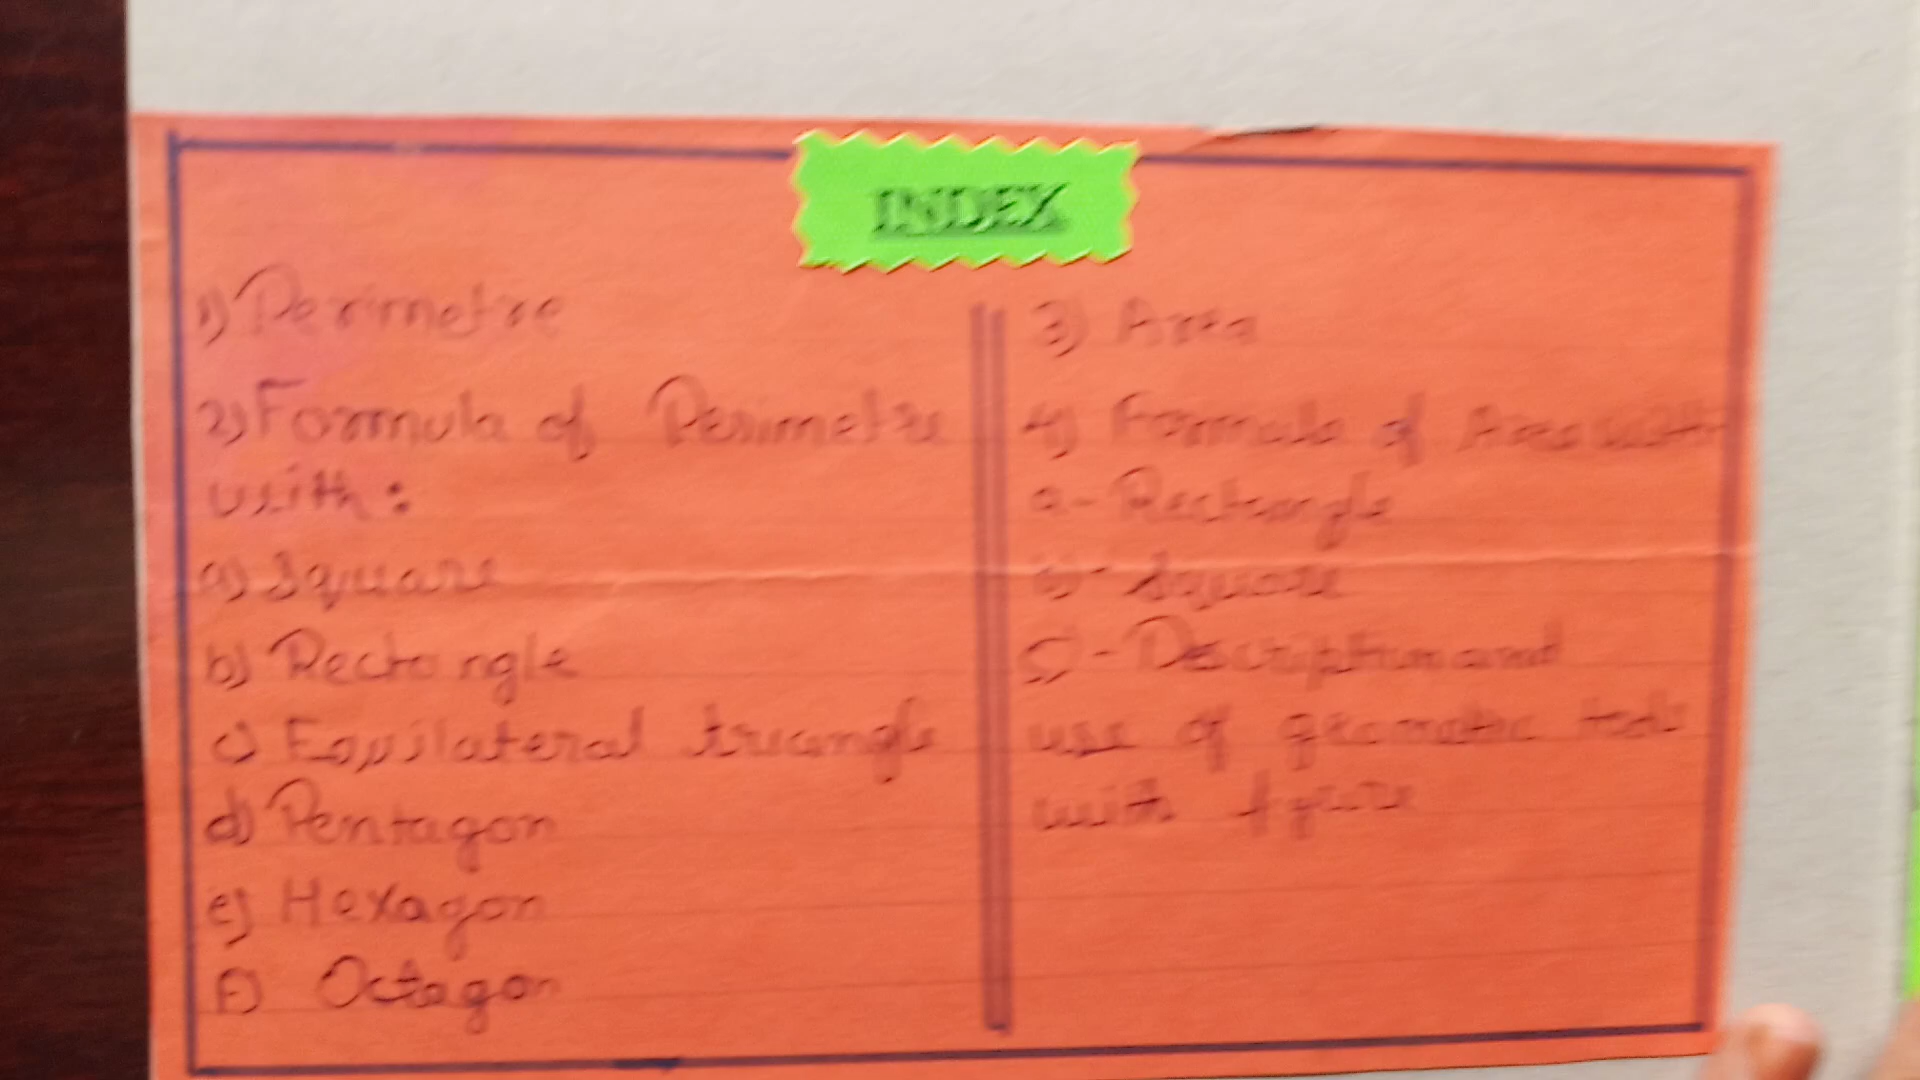 INDEX
1) Perimetre
2) Formula of Perimetre
with:
a) Square
b) Rectangle
c) Equilateral triangle
d) Pentagon
e) Hexagon
f) Octagon
3) Area
4) Formula of Area with
a- Rectangle
b)- Square
5)- Description and
use of geometric tools
with figure